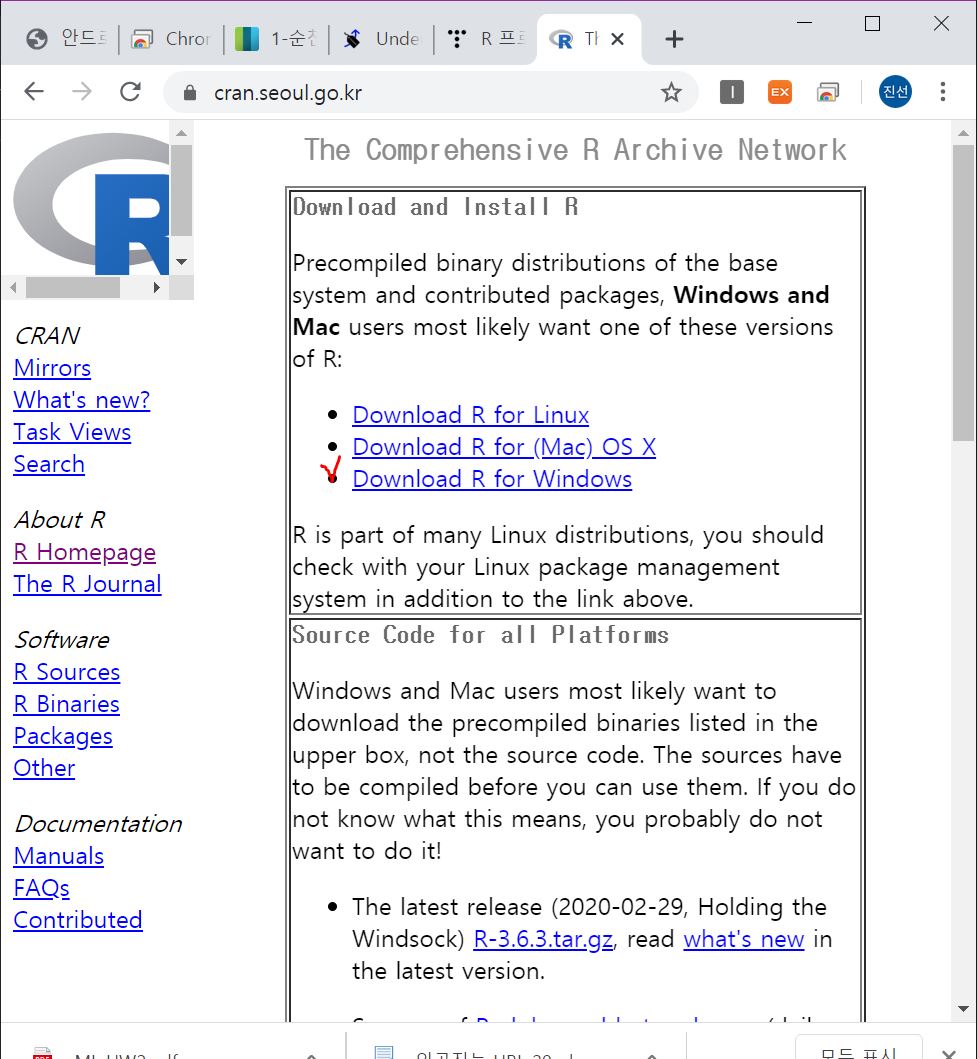 안드
Chron
1-순천
Unde
R 프
Th
cran.seoul.go.kr
EX
진선
The Comprehensive R Archive Network
Download and Install R
Precompiled binary distributions of the base
system and contributed packages, Windows and
Mac users most likely want one of these versions
of R:
Download R for Linux
Download R for (Mac) OS X
Download R for Windows
R is part of many Linux distributions, you should
check with your Linux package management
system in addition to the link above.
Source Code for all Platforms
Windows and Mac users most likely want to
download the precompiled binaries listed in the
upper box, not the source code. The sources have
to be compiled before you can use them. If you do
not know what this means, you probably do not
want to do it!
The latest release (2020-02-29, Holding the
Windsock) R-3.6.3.tar.gz, read what's new in
the latest version.
R
CRAN
Mirrors
What's new?
Task Views
Search
About R
R Homepage
The R Journal
Software
R Sources
R Binaries
Packages
Other
Documentation
Manuals
FAQs
Contributed
모두 표시